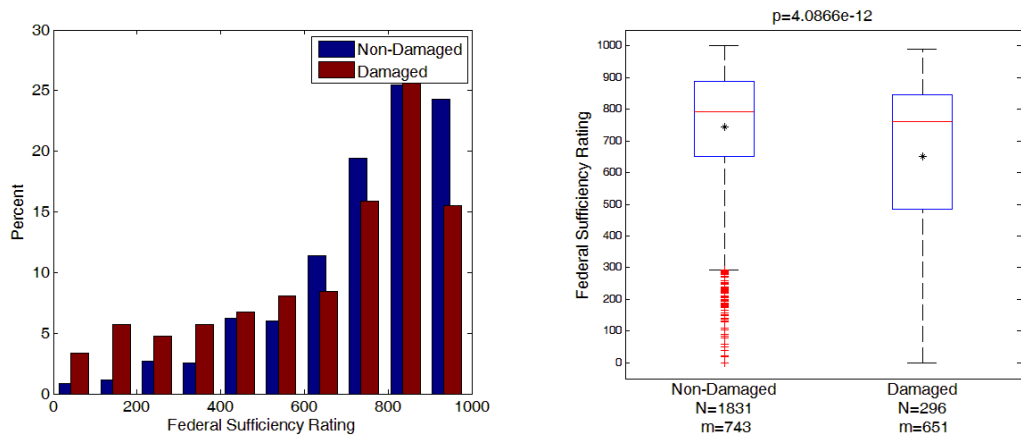 30
25
20
15
10
5
0
Percent
Non-Damaged
Damaged
0 200 400 600 800 1000
Federal Sufficiency Rating
p=4.0866e-12
1000
900
800
700
600
500
400
300
200
100
0
Federal Sufficiency Rating
Non-Damaged Damaged
N=1831 N=296
m=743 m=651